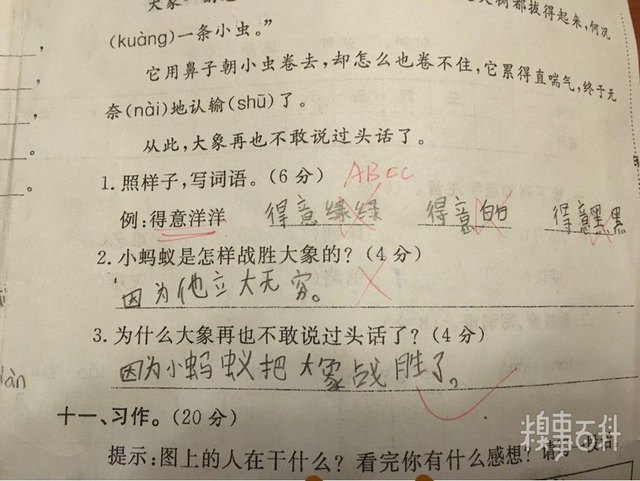 树都拔得起来,何况
(kuàng)一条小虫。”
它用鼻子朝小虫卷去,却怎么也卷不住,它累得直喘气,终于无
奈(nài)地认输(shū)了。
从此,大象再也不敢说过头话了。
1.照样子,写词语。(6分) ABCC
例:得意洋洋 得意绿绿 得意白白 得意黑黑
2.小蚂蚁是怎样战胜大象的?(4分)
因为他立大无穷。
3.为什么大象再也不敢说过头话了?(4分)
因为小蚂蚁把大象战胜了。
àn
十一、习作。(20分)
提示:图上的人在干什么?看完你有什么感想?请
糗事百科